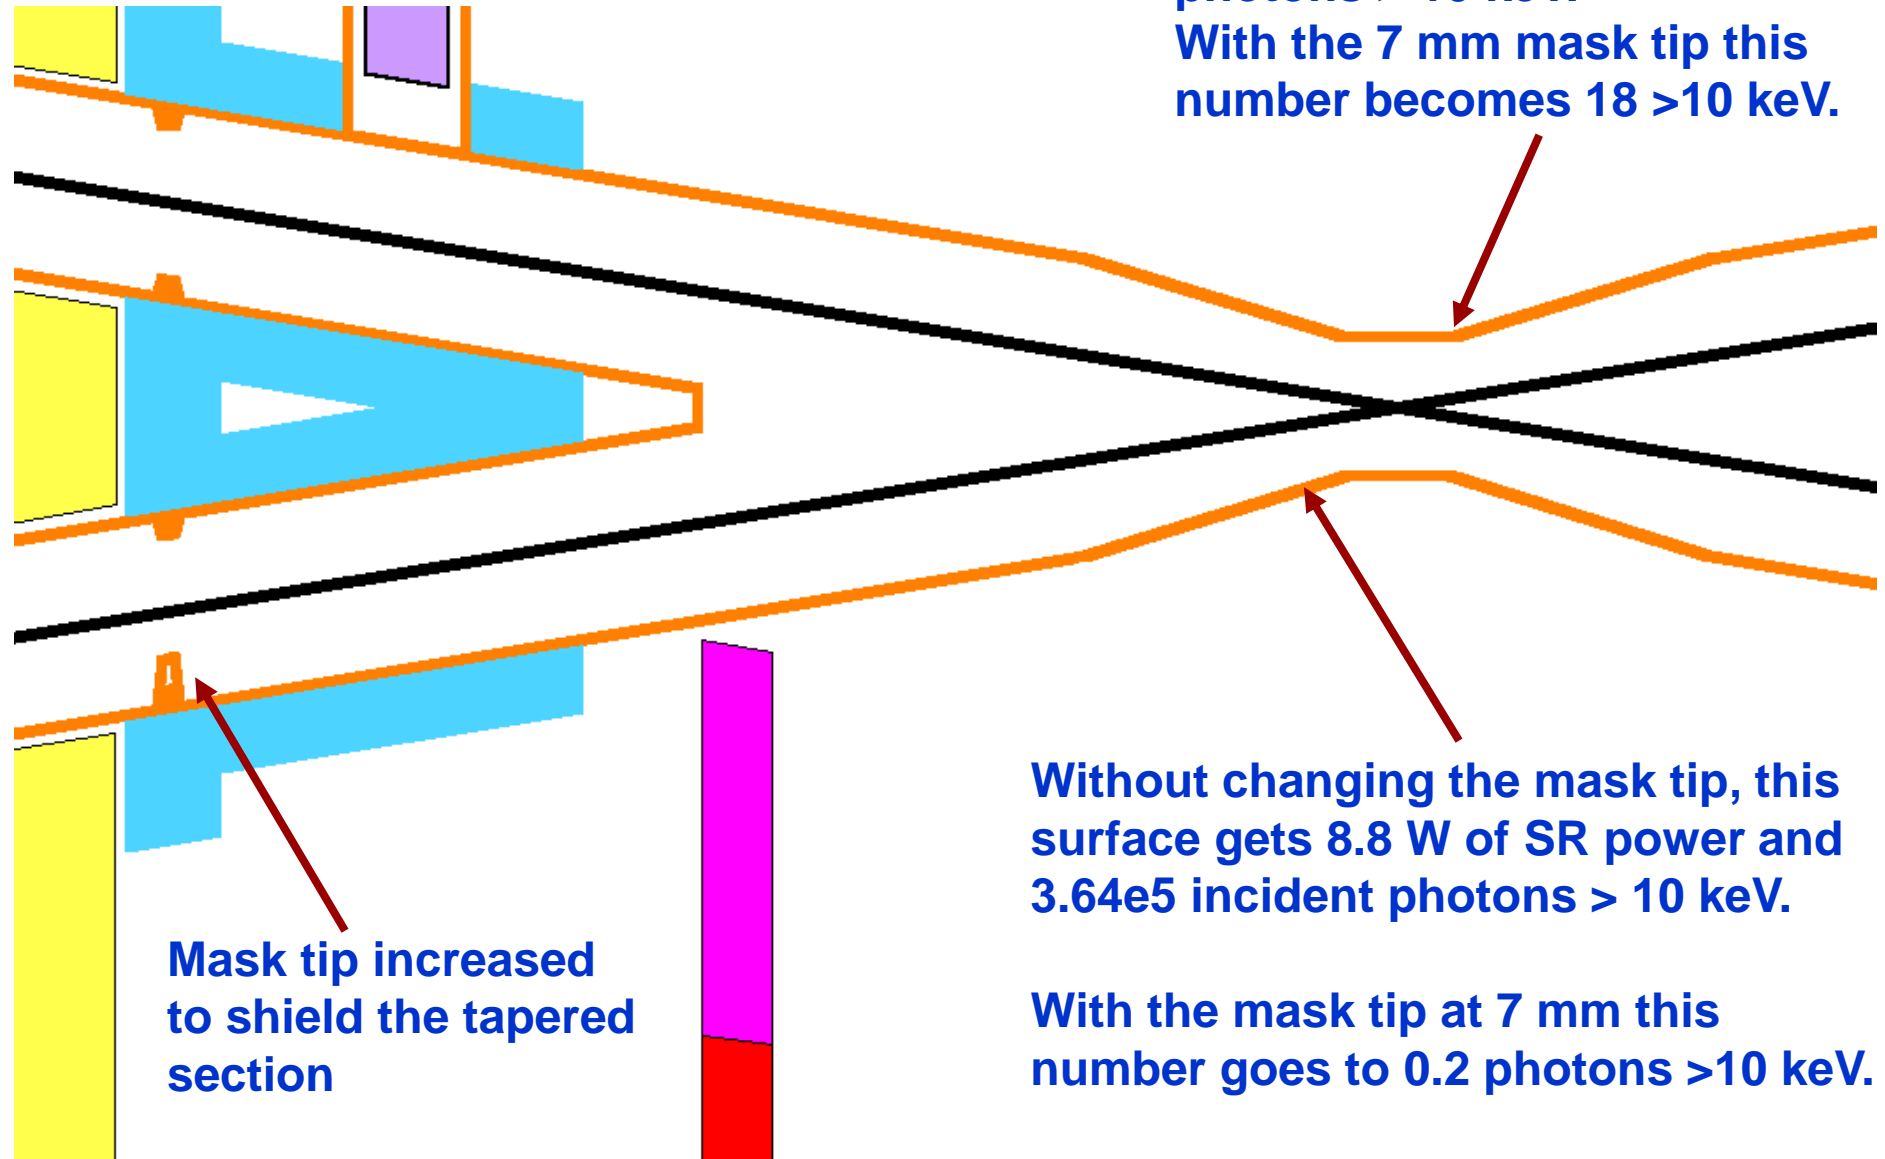 With the 7 mm mask tip this
number becomes 18 >10 keV.
Without changing the mask tip, this
surface gets 8.8 W of SR power and
3.64e5 incident photons > 10 keV.
With the mask tip at 7 mm this
number goes to 0.2 photons >10 keV.
Mask tip increased
to shield the tapered
section